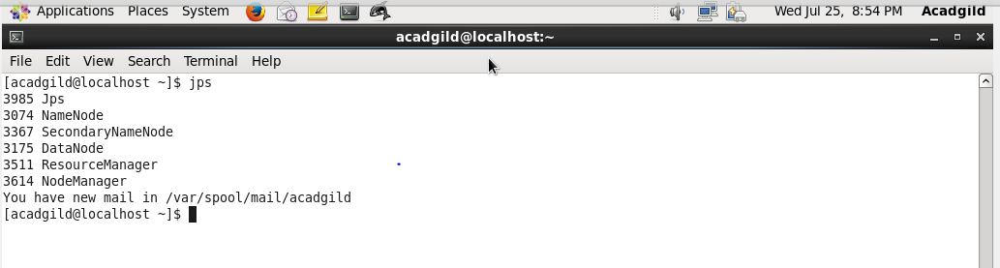 Applications Places System Wed Jul 25, 8:54 PM Acadgild
acadgild@localhost:~
File Edit View Search Terminal Help
[acadgild@localhost ~]$ jps
3985 Jps
3074 NameNode
3367 SecondaryNameNode
3175 DataNode
3511 ResourceManager
3614 NodeManager
You have new mail in /var/spool/mail/acadgild
[acadgild@localhost ~]$